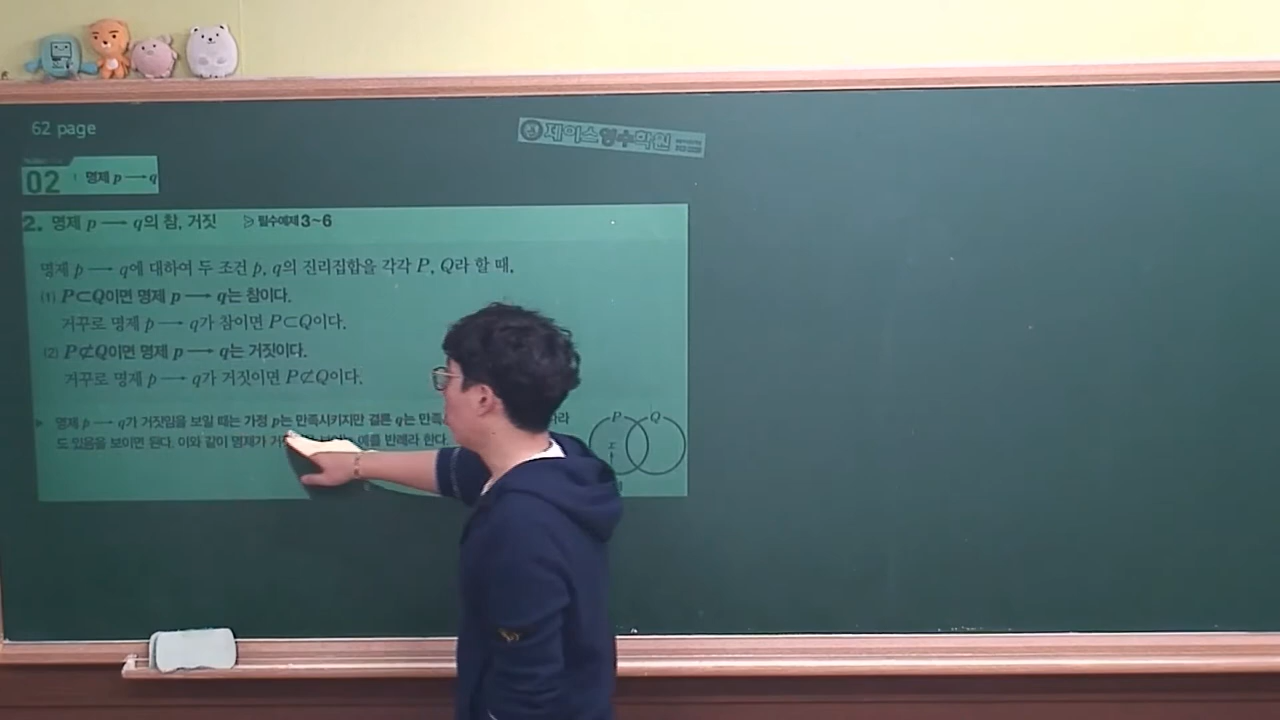 62 page
제이스영수학원
02 명제 p → q
2. 명제 p → q의 참, 거짓 ▷ 필수예제 3~6
명제 p → q에 대하여 두 조건 p, q의 진리집합을 각각 P, Q라 할 때,
(1) P⊂Q이면 명제 p → q는 참이다.
거꾸로 명제 p → q가 참이면 P⊂Q이다.
(2) P⊄Q이면 명제 p → q는 거짓이다.
거꾸로 명제 p → q가 거짓이면 P⊄Q이다.
▶ 명제 p → q가 거짓임을 보일 때는 가정 p는 만족시키지만 결론 q는
도 있음을 보이면 된다. 이와 같이 명제가 예를 반례라 한다.
P Q
x